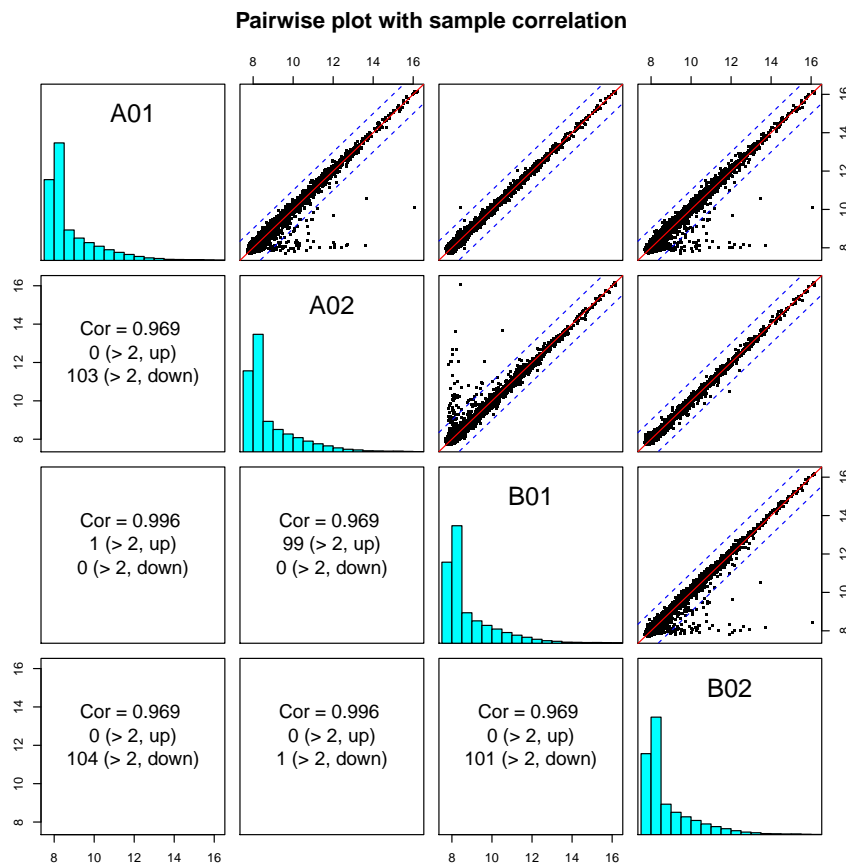 Pairwise plot with sample correlation
8 10 12 14 16
8 10 12 14 16
A01
8 10 12 14 16
8 10 12 14 16
A02
Cor = 0.969
0 (> 2, up)
103 (> 2, down)
B01
8 10 12 14 16
Cor = 0.996
1 (> 2, up)
0 (> 2, down)
Cor = 0.969
99 (> 2, up)
0 (> 2, down)
8 10 12 14 16
B02
Cor = 0.969
0 (> 2, up)
104 (> 2, down)
Cor = 0.996
0 (> 2, up)
1 (> 2, down)
Cor = 0.969
0 (> 2, up)
101 (> 2, down)
8 10 12 14 16
8 10 12 14 16